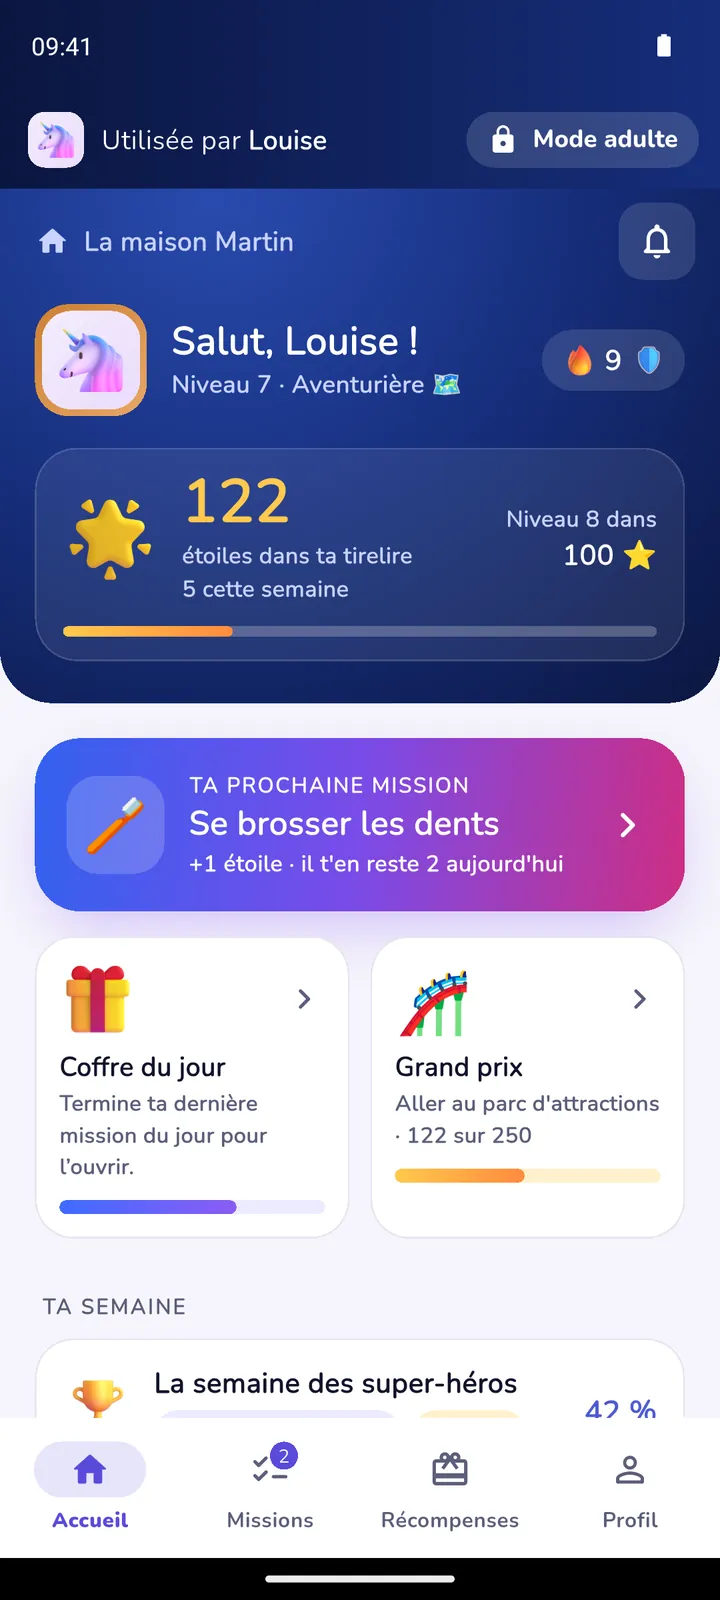 09:41
Utilisée par Louise
Mode adulte
La maison Martin
Salut, Louise !
Niveau 7 · Aventurière
9
122
étoiles dans ta tirelire
5 cette semaine
Niveau 8 dans
100
TA PROCHAINE MISSION
Se brosser les dents
+1 étoile · il t'en reste 2 aujourd'hui
Coffre du jour
Termine ta dernière
mission du jour pour
l’ouvrir.
Grand prix
Aller au parc d'attractions
· 122 sur 250
TA SEMAINE
La semaine des super-héros
42 %
2
Accueil
Missions
Récompenses
Profil